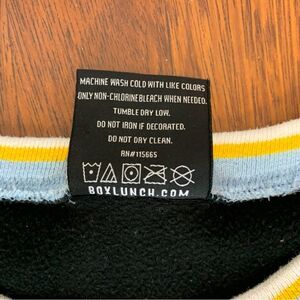 MACHINE WASH COLD WITH LIKE COLORS
ONLY NON-CHLORINE BLEACH WHEN NEEDED.
TUMBLE DRY LOW.
DO NOT IRON IF DECORATED.
DO NOT DRY CLEAN.
RN#115665
BOXLUNCH.COM